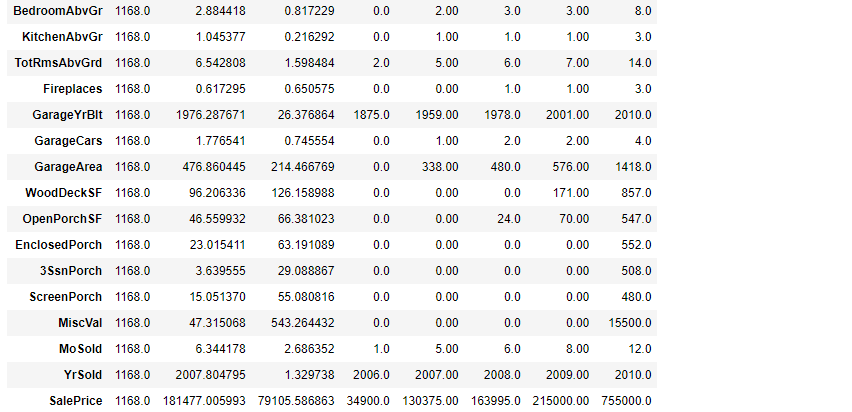 BedroomAbvGr 1168.0 2.884418 0.817229 0.0 2.00 3.0 3.00 8.0
KitchenAbvGr 1168.0 1.045377 0.216292 0.0 1.00 1.0 1.00 3.0
TotRmsAbvGrd 1168.0 6.542808 1.598484 2.0 5.00 6.0 7.00 14.0
Fireplaces 1168.0 0.617295 0.650575 0.0 0.00 1.0 1.00 3.0
GarageYrBlt 1168.0 1976.287671 26.376864 1875.0 1959.00 1978.0 2001.00 2010.0
GarageCars 1168.0 1.776541 0.745554 0.0 1.00 2.0 2.00 4.0
GarageArea 1168.0 476.860445 214.466769 0.0 338.00 480.0 576.00 1418.0
WoodDeckSF 1168.0 96.206336 126.158988 0.0 0.00 0.0 171.00 857.0
OpenPorchSF 1168.0 46.559932 66.381023 0.0 0.00 24.0 70.00 547.0
EnclosedPorch 1168.0 23.015411 63.191089 0.0 0.00 0.0 0.00 552.0
3SsnPorch 1168.0 3.639555 29.088867 0.0 0.00 0.0 0.00 508.0
ScreenPorch 1168.0 15.051370 55.080816 0.0 0.00 0.0 0.00 480.0
MiscVal 1168.0 47.315068 543.264432 0.0 0.00 0.0 0.00 15500.0
MoSold 1168.0 6.344178 2.686352 1.0 5.00 6.0 8.00 12.0
YrSold 1168.0 2007.804795 1.329738 2006.0 2007.00 2008.0 2009.00 2010.0
SalePrice 1168.0 181477.005993 79105.586863 34900.0 130375.00 163995.0 215000.00 755000.0